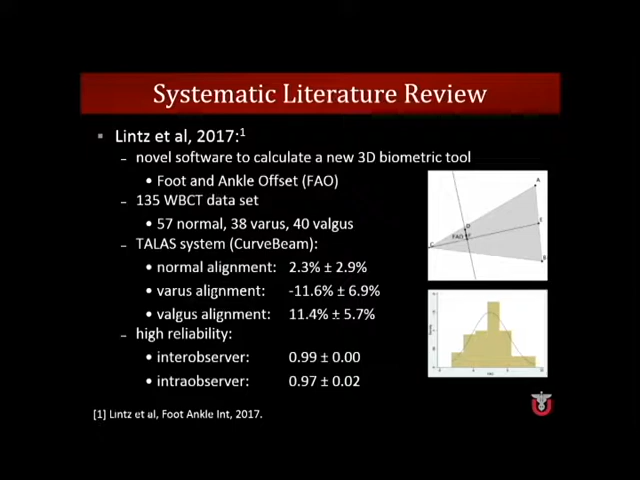 Systematic Literature Review
▪ Lintz et al, 2017:¹
– novel software to calculate a new 3D biometric tool
• Foot and Ankle Offset (FAO)
– 135 WBCT data set
• 57 normal, 38 varus, 40 valgus
– TALAS system (CurveBeam):
• normal alignment: 2.3% ± 2.9%
• varus alignment: -11.6% ± 6.9%
• valgus alignment: 11.4% ± 5.7%
– high reliability:
• interobserver: 0.99 ± 0.00
• intraobserver: 0.97 ± 0.02
[1] Lintz et al, Foot Ankle Int, 2017.
A
D
E
FAO
C
B